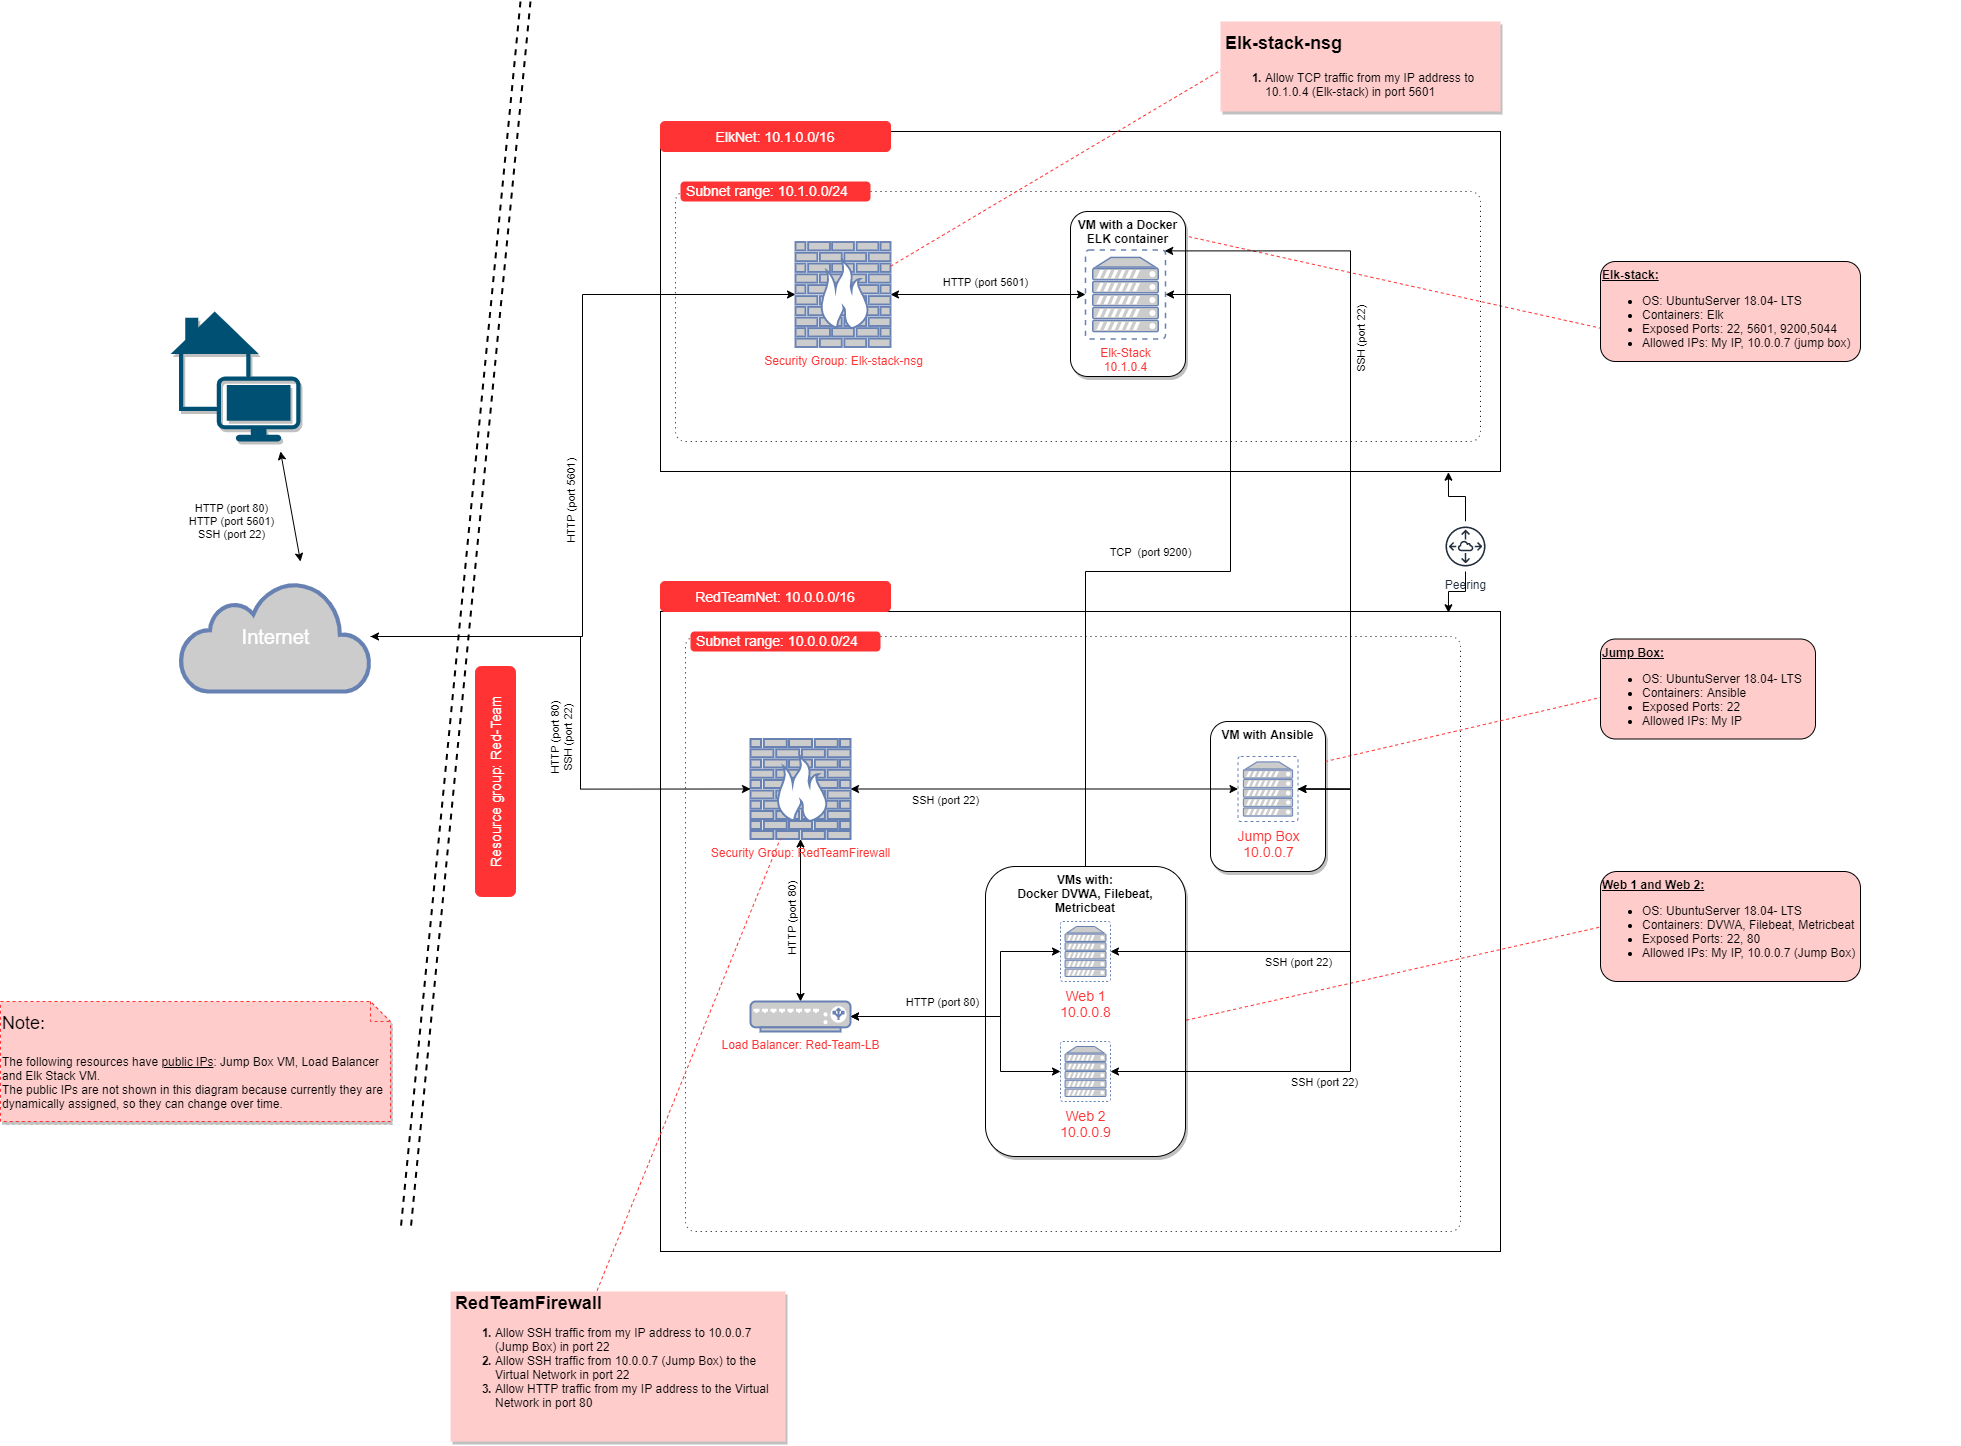 Elk-stack-nsg
1. Allow TCP traffic from my IP address to
10.1.0.4 (Elk-stack) in port 5601
ElkNet: 10.1.0.0/16
Subnet range: 10.1.0.0/24
VM with a Docker
ELK container
HTTP (port 5601)
Elk-Stack
10.1.0.4
Security Group: Elk-stack-nsg
SSH (port 22)
Elk-stack:
• OS: UbuntuServer 18.04- LTS
• Containers: Elk
• Exposed Ports: 22, 5601, 9200,5044
• Allowed IPs: My IP, 10.0.0.7 (jump box)
HTTP (port 80)
HTTP (port 5601)
SSH (port 22)
HTTP (port 5601)
TCP  (port 9200)
Peering
Internet
RedTeamNet: 10.0.0.0/16
Subnet range: 10.0.0.0/24
Resource group: Red-Team
HTTP (port 80)
SSH (port 22)
Security Group: RedTeamFirewall
SSH (port 22)
VM with Ansible
Jump Box
10.0.0.7
Jump Box:
• OS: UbuntuServer 18.04- LTS
• Containers: Ansible
• Exposed Ports: 22
• Allowed IPs: My IP
HTTP (port 80)
Load Balancer: Red-Team-LB
HTTP (port 80)
VMs with:
Docker DVWA, Filebeat,
Metricbeat
Web 1
10.0.0.8
Web 2
10.0.0.9
SSH (port 22)
SSH (port 22)
Web 1 and Web 2:
• OS: UbuntuServer 18.04- LTS
• Containers: DVWA, Filebeat, Metricbeat
• Exposed Ports: 22, 80
• Allowed IPs: My IP, 10.0.0.7 (Jump Box)
Note:
The following resources have public IPs: Jump Box VM, Load Balancer
and Elk Stack VM.
The public IPs are not shown in this diagram because currently they are
dynamically assigned, so they can change over time.
RedTeamFirewall
1. Allow SSH traffic from my IP address to 10.0.0.7
(Jump Box) in port 22
2. Allow SSH traffic from 10.0.0.7 (Jump Box) to the
Virtual Network in port 22
3. Allow HTTP traffic from my IP address to the Virtual
Network in port 80